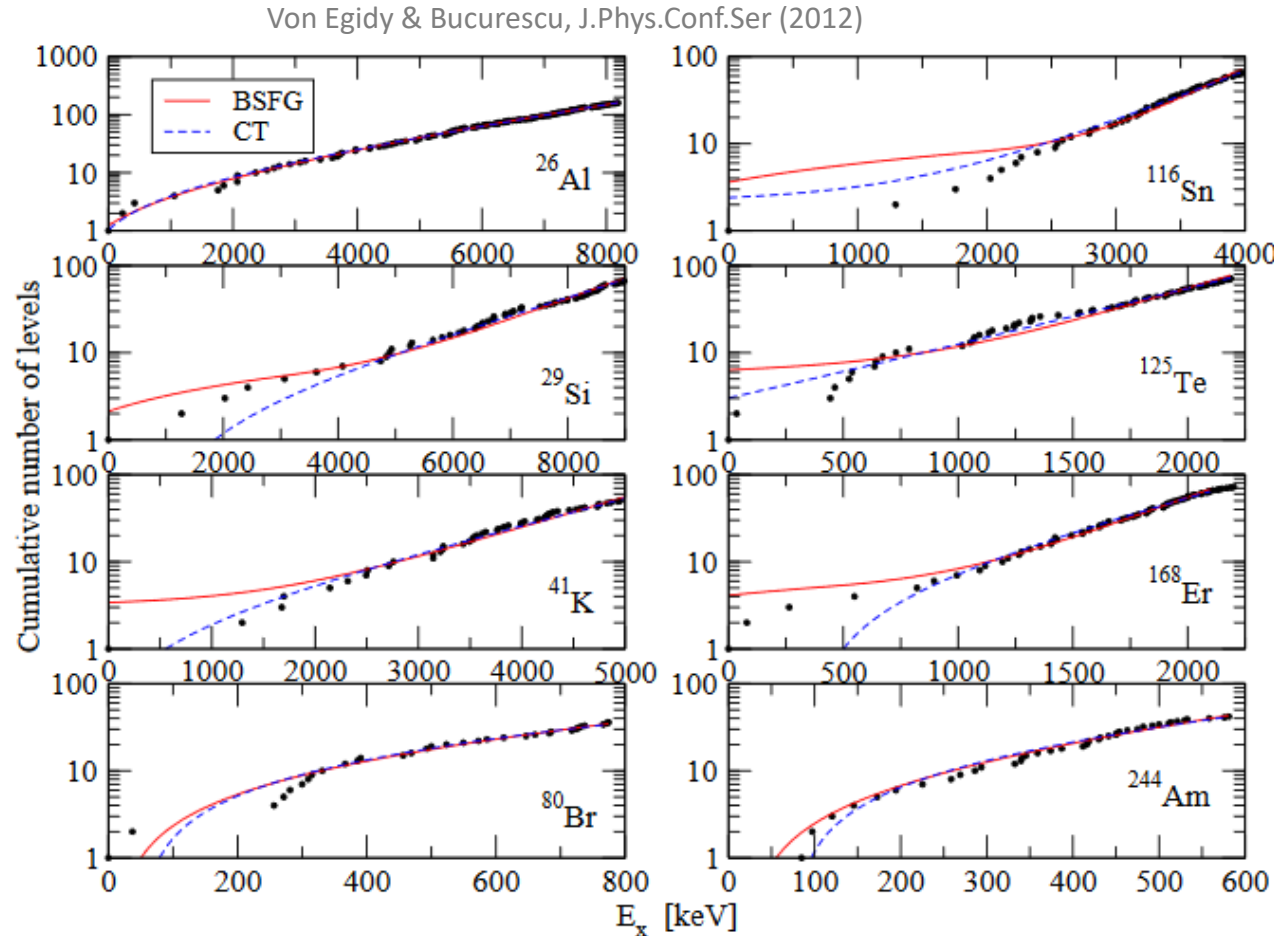 Von Egidy & Bucurescu, J.Phys.Conf.Ser (2012)
Cumulative number of levels
1000
100
10
1
BSFG
CT
26Al
0 2000 4000 6000 8000
100
10
1
116Sn
0 1000 2000 3000 4000
100
10
1
29Si
0 2000 4000 6000 8000
100
10
1
125Te
0 500 1000 1500 2000
100
10
1
41K
0 1000 2000 3000 4000 5000
100
10
1
168Er
0 500 1000 1500 2000
100
10
1
80Br
0 200 400 600 800
100
10
1
244Am
0 100 200 300 400 500 600
Ex [keV]